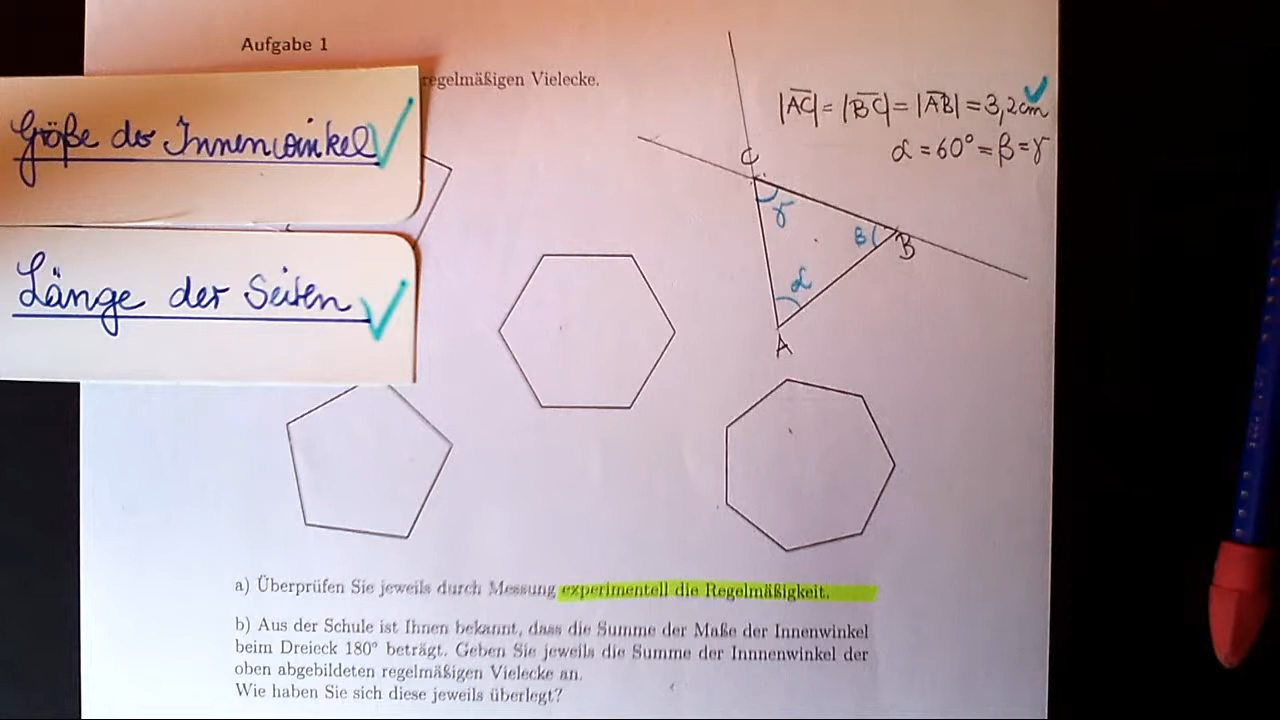 Aufgabe 1
regelmäßigen Vielecke.
Größe der Innenwinkel
Länge der Seiten
|AC| = |BC| = |AB| = 3,2cm
α = 60° = β = γ
C
γ
β
B
α
A
a) Überprüfen Sie jeweils durch Messung experimentell die Regelmäßigkeit.
b) Aus der Schule ist Ihnen bekannt, dass die Summe der Maße der Innenwinkel
beim Dreieck 180° beträgt. Geben Sie jeweils die Summe der Innnenwinkel der
oben abgebildeten regelmäßigen Vielecke an.
Wie haben Sie sich diese jeweils überlegt?